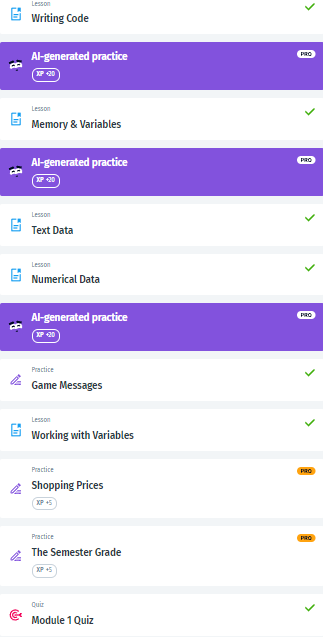 Lesson
Writing Code
AI-generated practice
PRO
XP +20
Lesson
Memory & Variables
AI-generated practice
PRO
XP +20
Lesson
Text Data
Lesson
Numerical Data
AI-generated practice
PRO
XP +20
Practice
Game Messages
Lesson
Working with Variables
Practice
PRO
Shopping Prices
XP +5
Practice
PRO
The Semester Grade
XP +5
Quiz
Module 1 Quiz